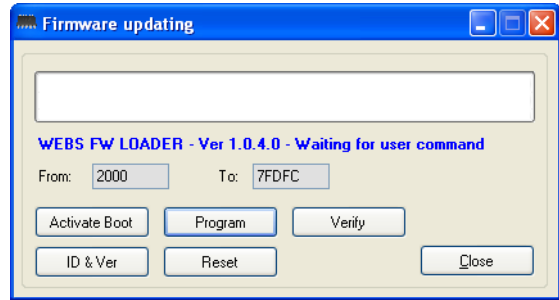 Firmware updating
WEBS FW LOADER - Ver 1.0.4.0 - Waiting for user command
From: 2000 To: 7FDFC
Activate Boot Program Verify
ID & Ver Reset Close